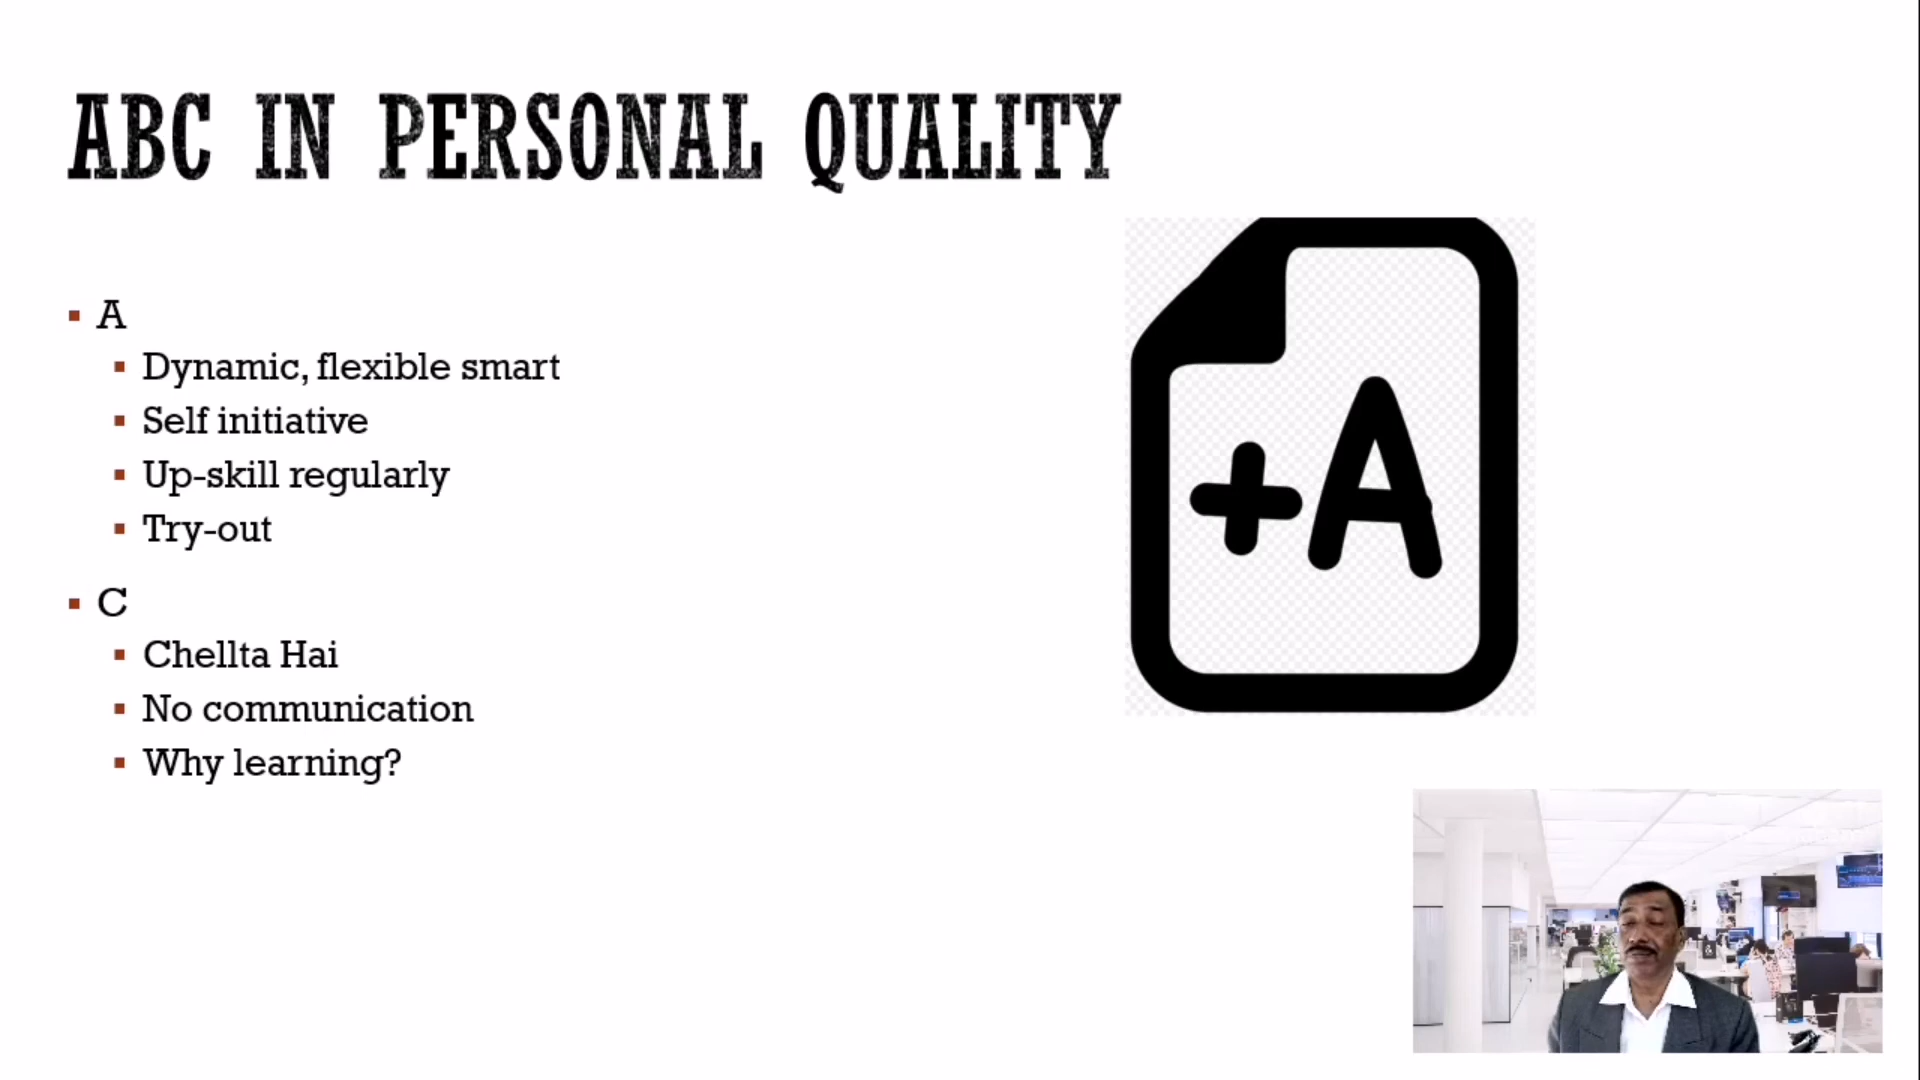 ABC IN PERSONAL QUALITY
A
Dynamic, flexible smart
Self initiative
Up-skill regularly
Try-out
C
Chellta Hai
No communication
Why learning?
+A